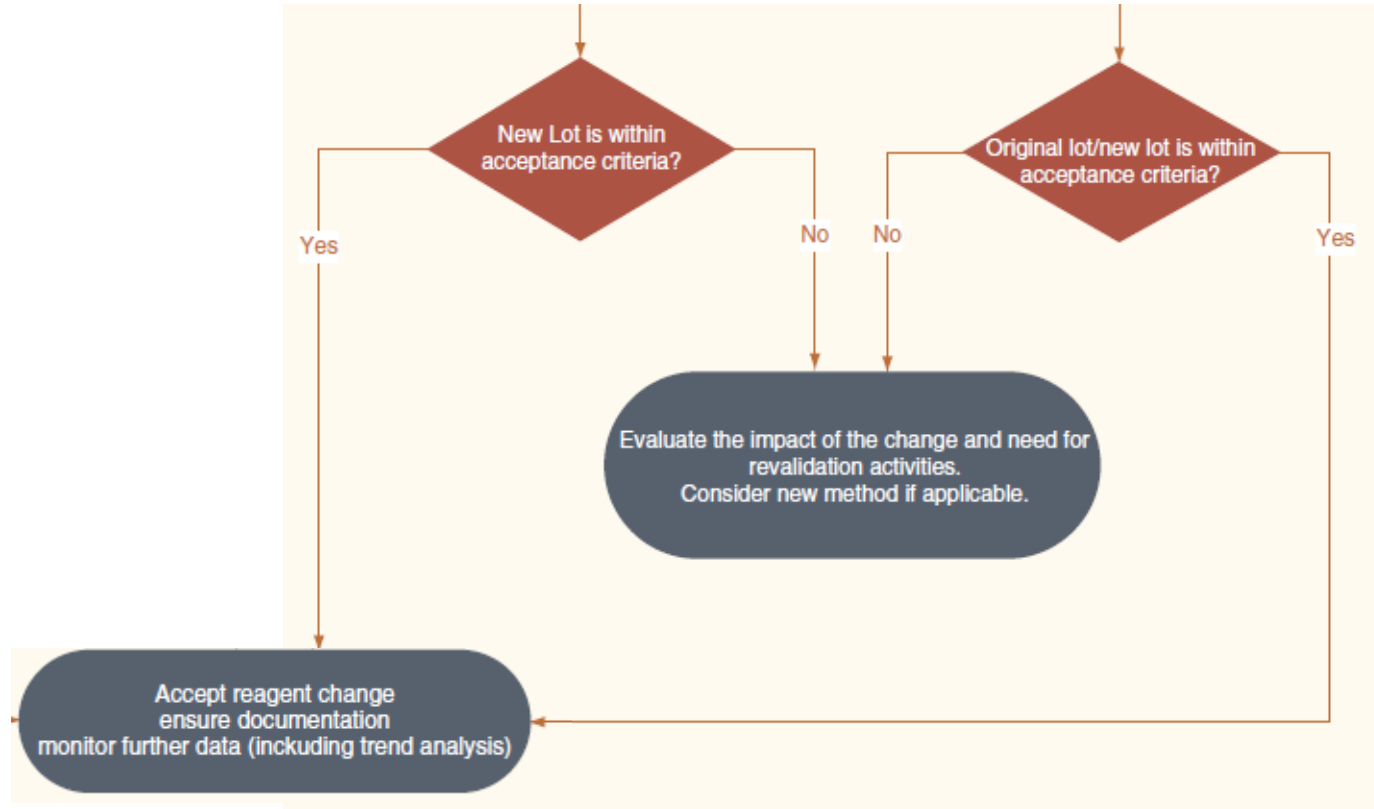 New Lot is within
acceptance criteria?
Original lot/new lot is within
acceptance criteria?
Yes
No
No
Yes
Evaluate the impact of the change and need for
revalidation activities.
Consider new method if applicable.
Accept reagent change
ensure documentation
monitor further data (inckuding trend analysis)